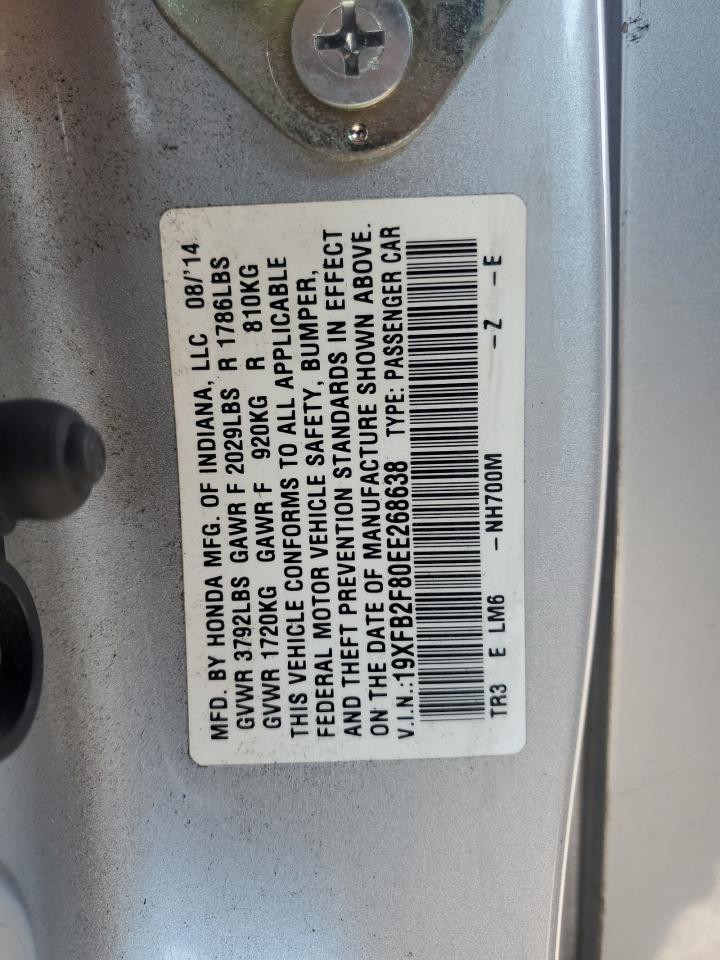 MFD. BY HONDA MFG. OF INDIANA, LLC 08/'14
GVWR 3792LBS GAWR F 2029LBS R 1786LBS
GVWR 1720KG GAWR F 920KG R 810KG
THIS VEHICLE CONFORMS TO ALL APPLICABLE
FEDERAL MOTOR VEHICLE SAFETY, BUMPER,
AND THEFT PREVENTION STANDARDS IN EFFECT
ON THE DATE OF MANUFACTURE SHOWN ABOVE.
V.I.N.:19XFB2F80EE268638 TYPE: PASSENGER CAR
TR3 E LM6 -NH700M -Z -E